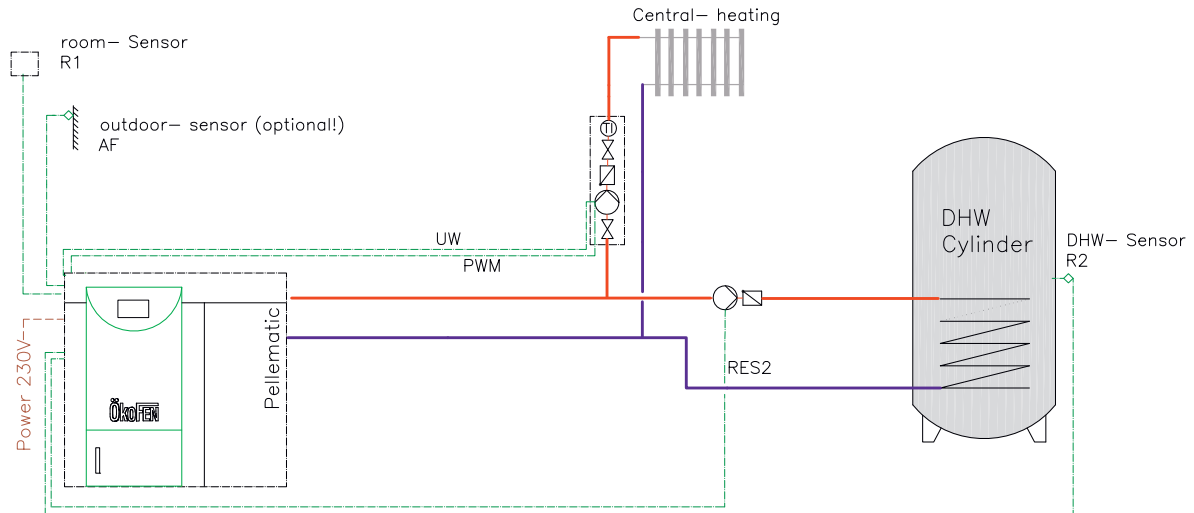 Central- heating
room- Sensor
R1
outdoor- sensor (optional!)
AF
TI
UW
PWM
DHW
Cylinder
DHW- Sensor
R2
Power 230V
Pellematic
ÖkoFEN
RES2